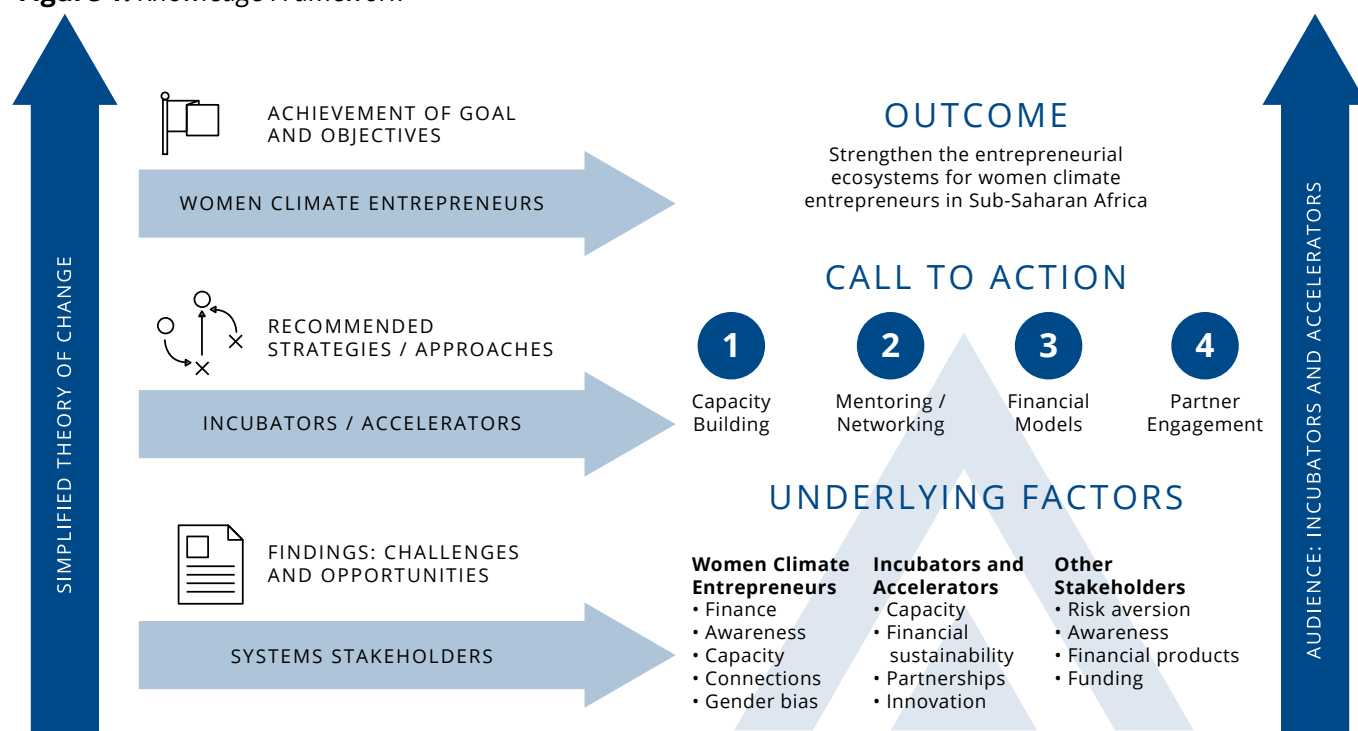 SIMPLIFIED THEORY OF CHANGE
ACHIEVEMENT OF GOAL
AND OBJECTIVES
WOMEN CLIMATE ENTREPRENEURS
OUTCOME
Strengthen the entrepreneurial
ecosystems for women climate
entrepreneurs in Sub-Saharan Africa
RECOMMENDED
STRATEGIES / APPROACHES
INCUBATORS / ACCELERATORS
CALL TO ACTION
1
Capacity
Building
2
Mentoring /
Networking
3
Financial
Models
4
Partner
Engagement
FINDINGS: CHALLENGES
AND OPPORTUNITIES
SYSTEMS STAKEHOLDERS
UNDERLYING FACTORS
Women Climate
Entrepreneurs
• Finance
• Awareness
• Capacity
• Connections
• Gender bias
Incubators and
Accelerators
• Capacity
• Financial
sustainability
• Partnerships
• Innovation
Other
Stakeholders
• Risk aversion
• Awareness
• Financial products
• Funding
AUDIENCE: INCUBATORS AND ACCELERATORS